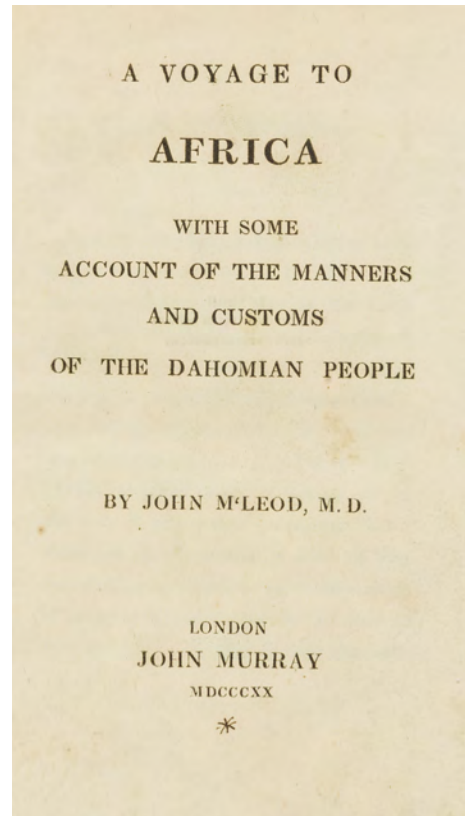 A VOYAGE TO
AFRICA
WITH SOME
ACCOUNT OF THE MANNERS
AND CUSTOMS
OF THE DAHOMIAN PEOPLE
BY JOHN M‘LEOD, M. D.
LONDON
JOHN MURRAY
MDCCCXX